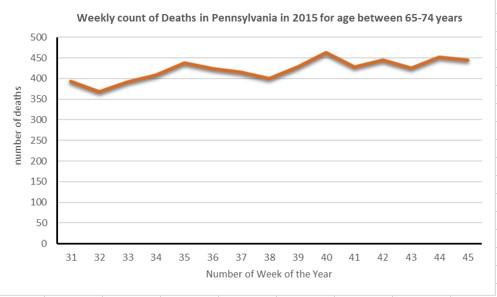 Weekly count of Deaths in Pennsylvania in 2015 for age between 65-74 years
500
450
400
350
300
250
200
150
100
50
0
number of deaths
31 32 33 34 35 36 37 38 39 40 41 42 43 44 45
Number of Week of the Year